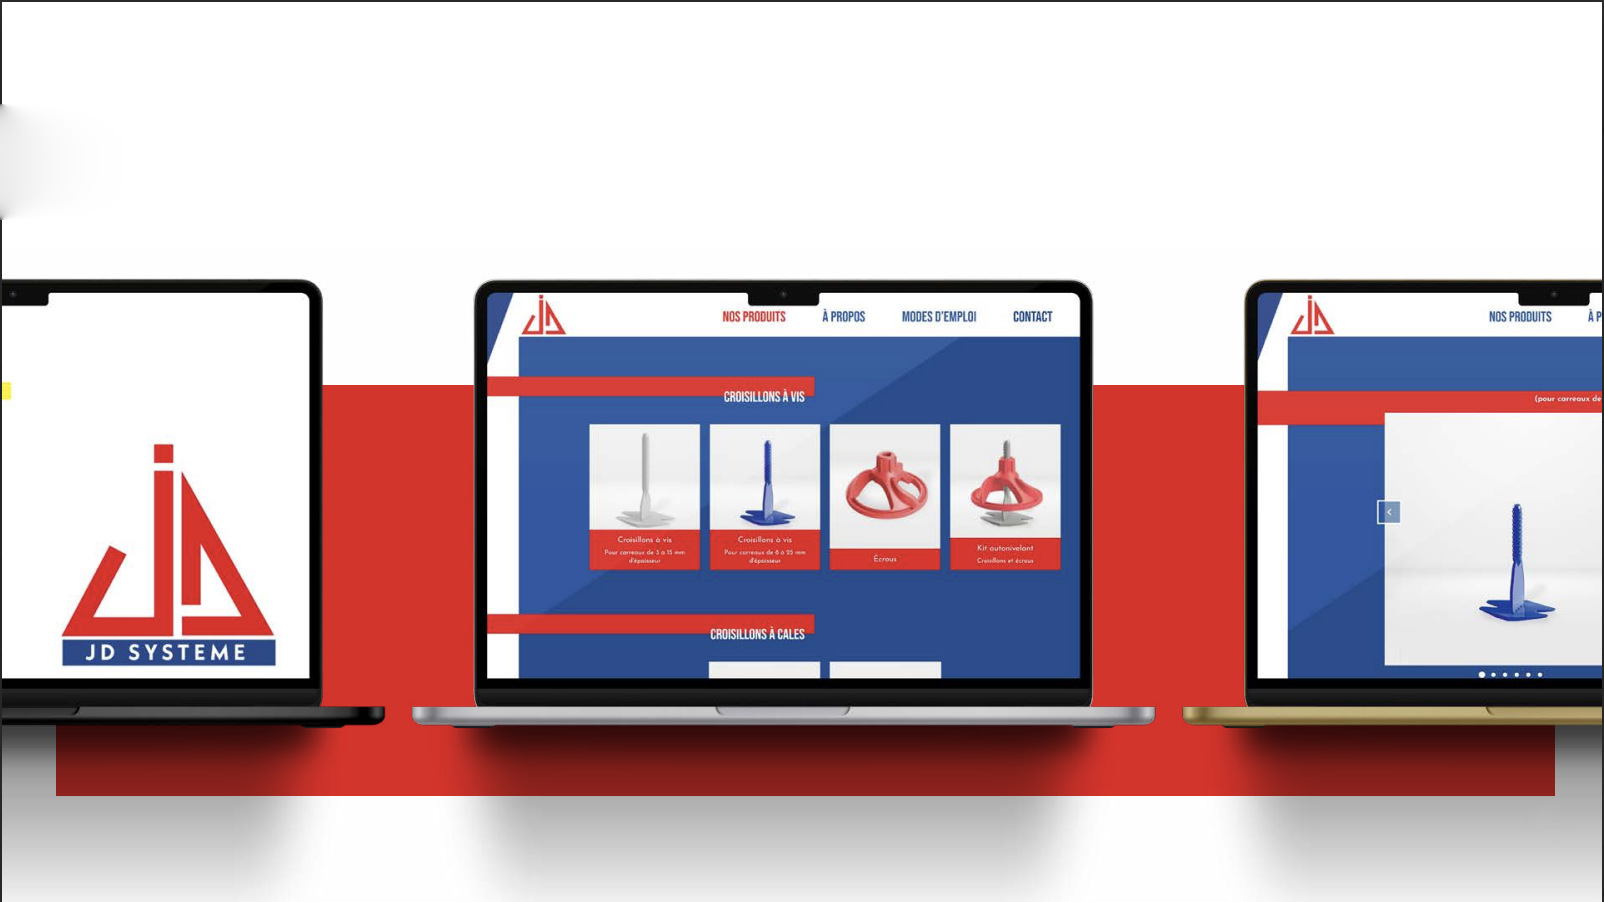 JD SYSTEME
NOS PRODUITS
À PROPOS
MODES D'EMPLOI
CONTACT
CROISILLONS À VIS
Croisillons à vis
Pour carreaux de 3 à 15 mm
d'épaisseur
Croisillons à vis
Pour carreaux de 6 à 25 mm
d'épaisseur
Écrous
Kit autonivelant
Croisillons et écrous
CROISILLONS À CALES
NOS PRODUITS
À P
(pour carreaux de